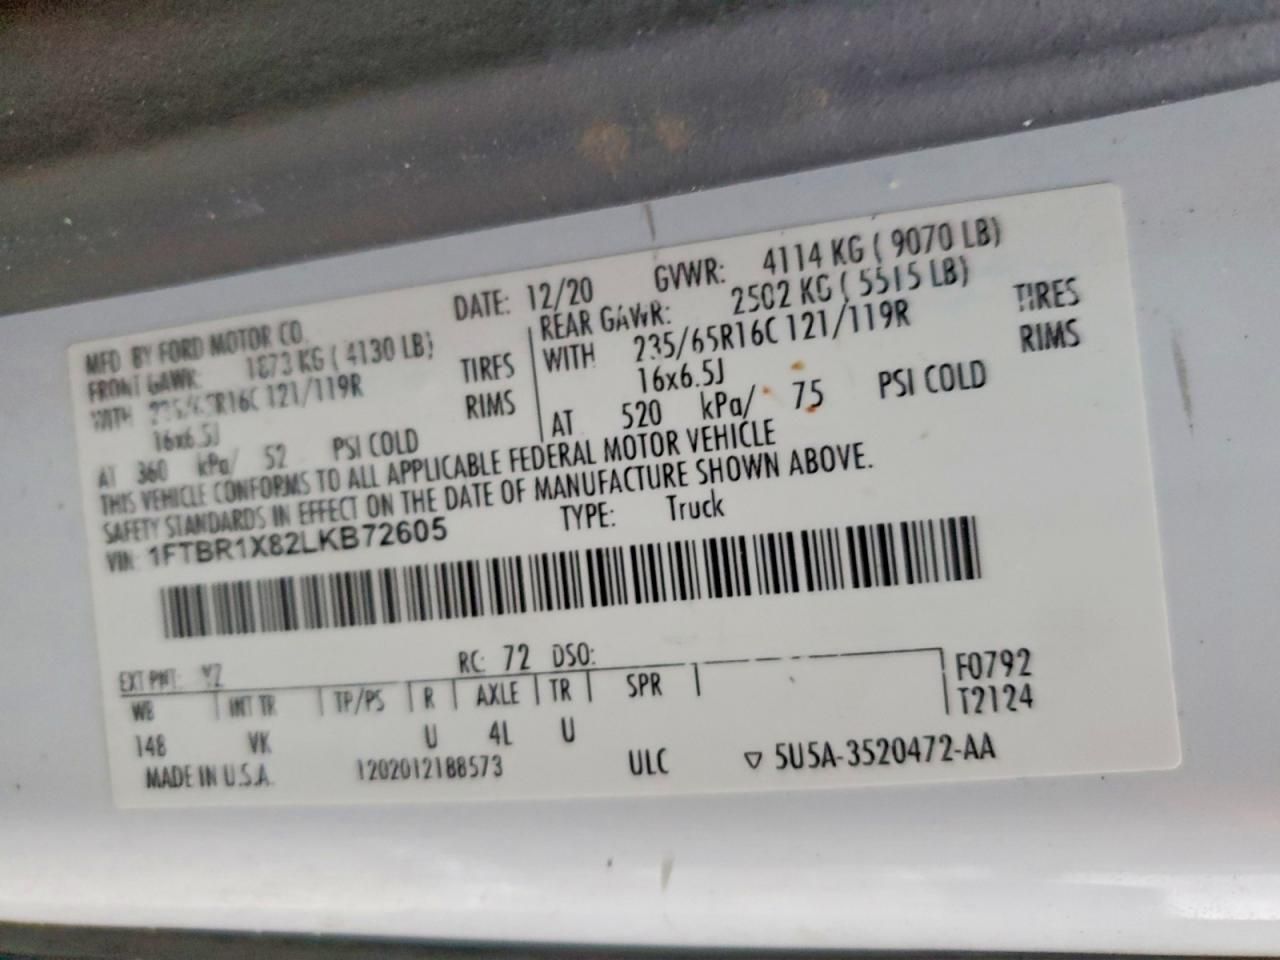 MFD BY FORD MOTOR CO. DATE: 12/20 GVWR: 4114 KG ( 9070 LB)
FRONT GAWR: 1873 KG ( 4130 LB)
WITH 235/65R16C 121/119R TIRES
16x6.5J RIMS
AT 360 kPa/ 52 PSI COLD
REAR GAWR: 2502 KG ( 5515 LB)
WITH 235/65R16C 121/119R TIRES
16x6.5J RIMS
AT 520 kPa/ 75 PSI COLD
THIS VEHICLE CONFORMS TO ALL APPLICABLE FEDERAL MOTOR VEHICLE
SAFETY STANDARDS IN EFFECT ON THE DATE OF MANUFACTURE SHOWN ABOVE.
VIN: 1FTBR1X82LKB72605 TYPE: Truck
EXT PNT: YZ RC: 72 DSO:
WB INT TR TP/PS R AXLE TR SPR F0792
T2124
148 VK U 4L U
MADE IN U.S.A. 1202012188573 ULC ▽ 5U5A-3520472-AA